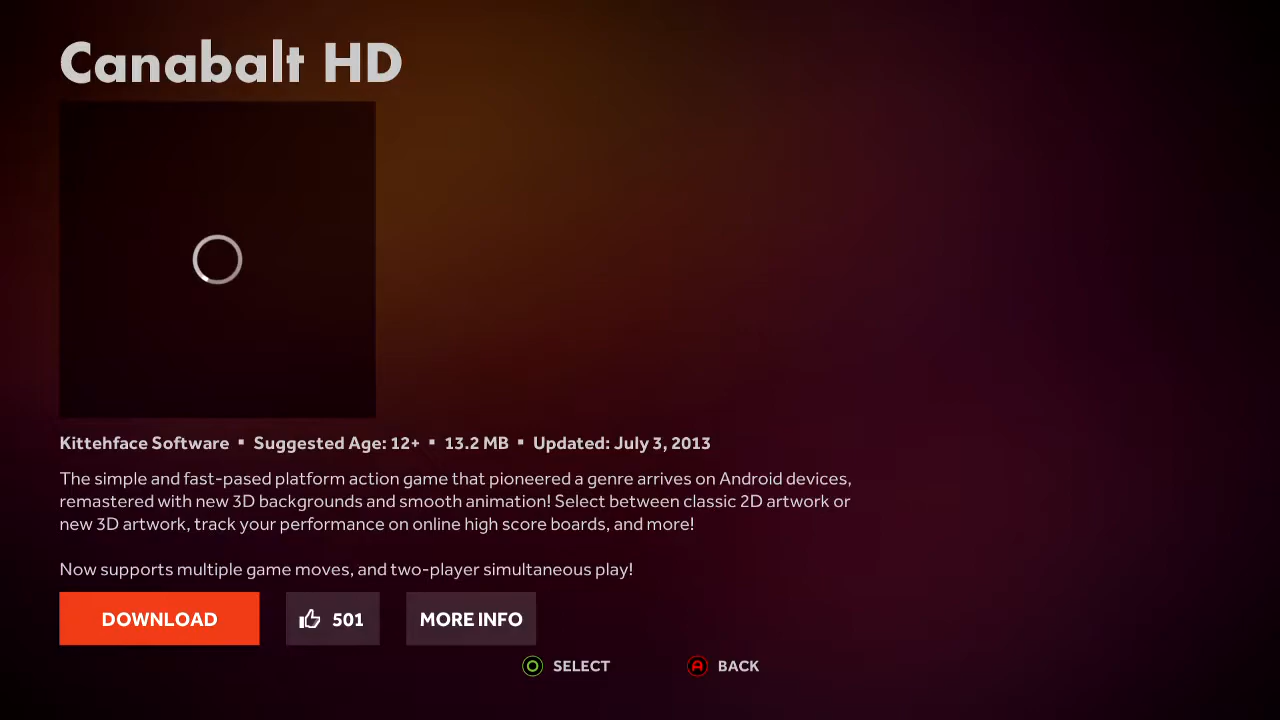 Canabalt HD
Kittehface Software ▪ Suggested Age: 12+ ▪ 13.2 MB ▪ Updated: July 3, 2013
The simple and fast-pased platform action game that pioneered a genre arrives on Android devices,
remastered with new 3D backgrounds and smooth animation! Select between classic 2D artwork or
new 3D artwork, track your performance on online high score boards, and more!
Now supports multiple game moves, and two-player simultaneous play!
DOWNLOAD 501 MORE INFO
O SELECT A BACK